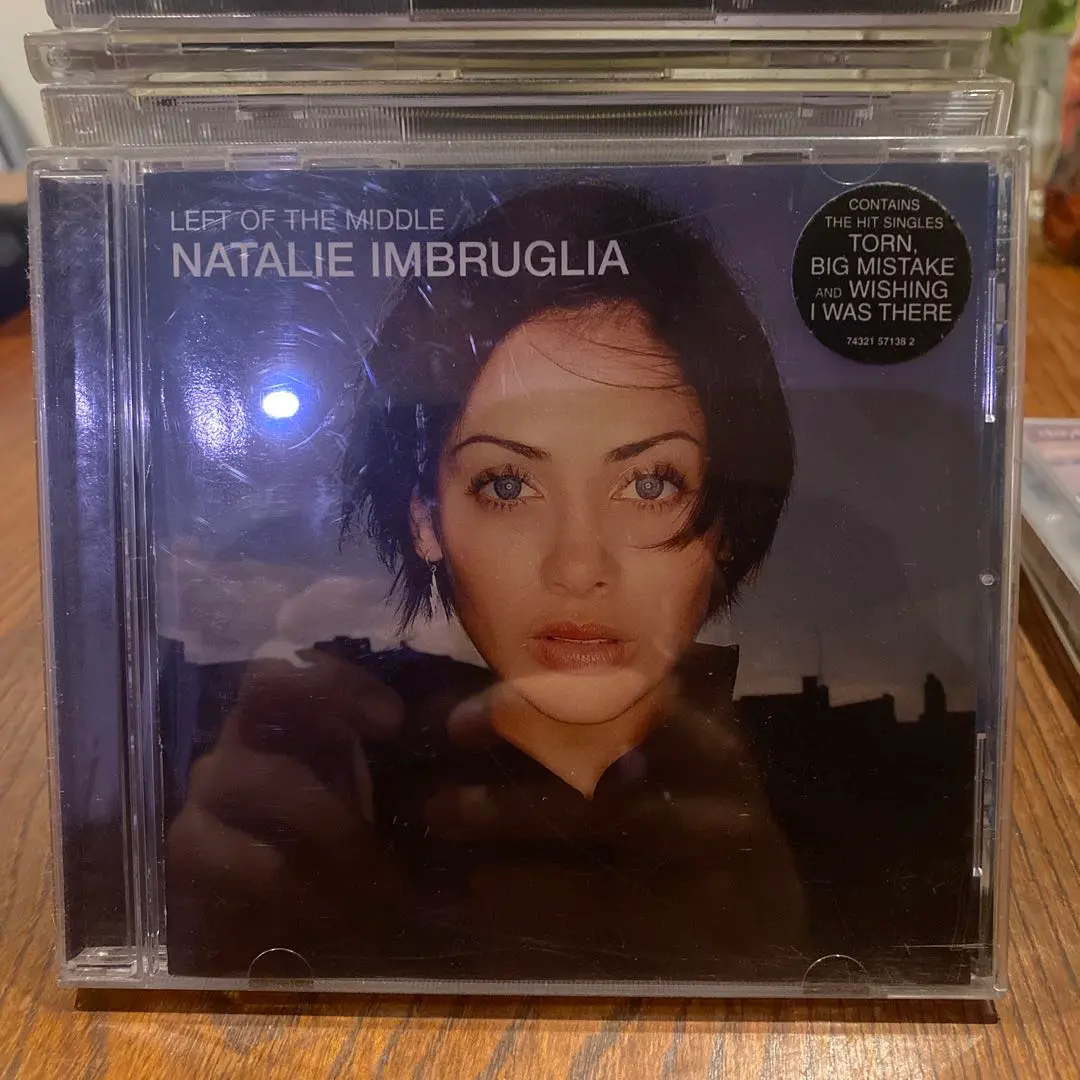 LEFT OF THE MIDDLE
NATALIE IMBRUGLIA
CONTAINS
THE HIT SINGLES
TORN,
BIG MISTAKE
AND WISHING
I WAS THERE
74321 57138 2